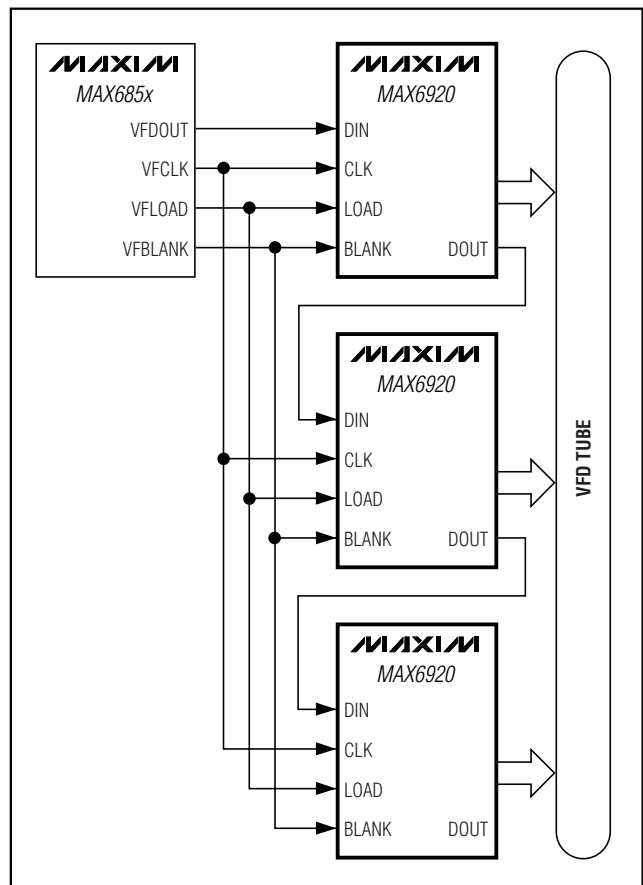 MAXIM
MAX685x
VFDOUT
VFCLK
VFLOAD
VFBLANK
MAXIM
MAX6920
DIN
CLK
LOAD
BLANK DOUT
MAXIM
MAX6920
DIN
CLK
LOAD
BLANK DOUT
MAXIM
MAX6920
DIN
CLK
LOAD
BLANK DOUT
VFD TUBE